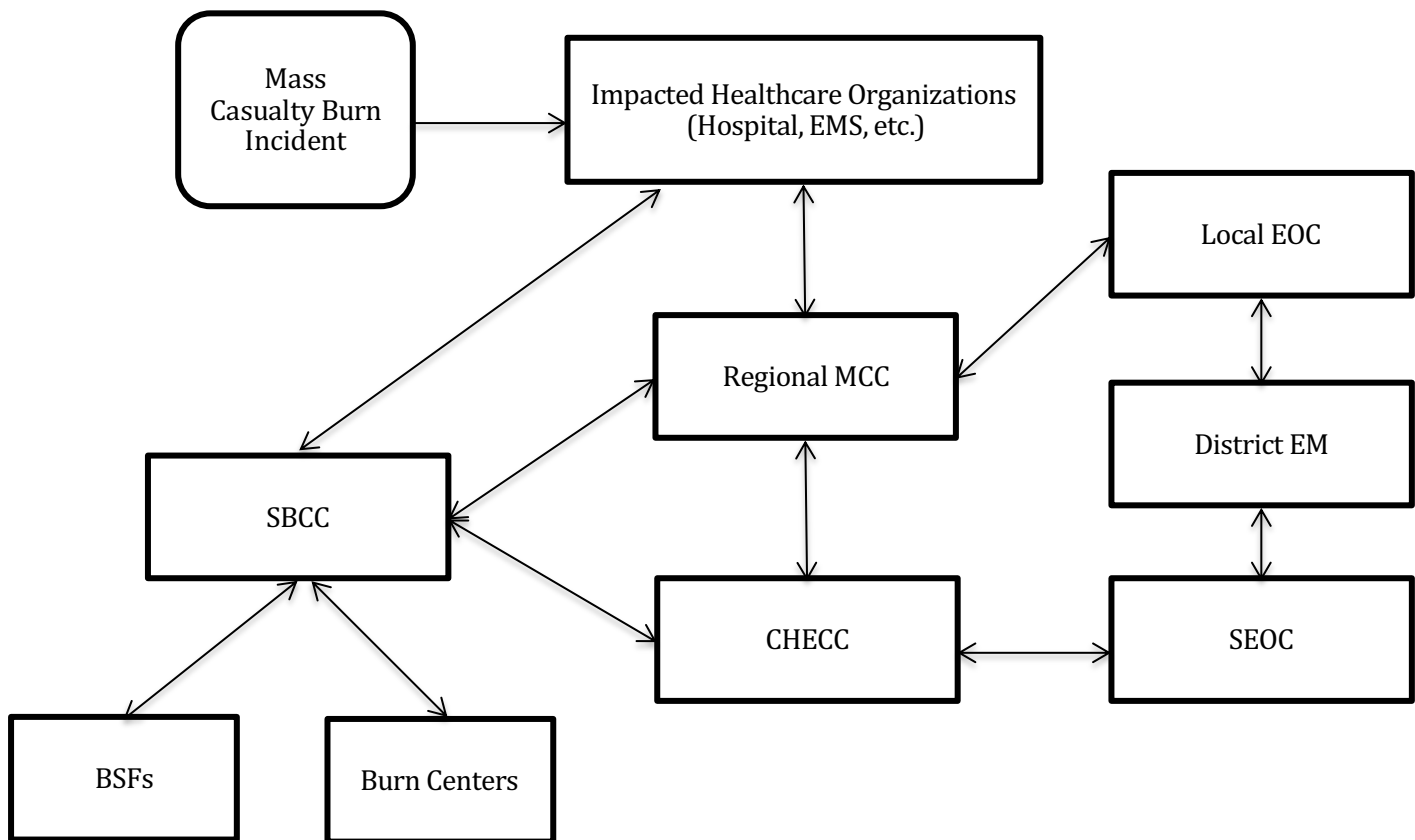 Mass
Casualty Burn
Incident
Impacted Healthcare Organizations
(Hospital, EMS, etc.)
Local EOC
Regional MCC
District EM
SBCC
CHECC
SEOC
BSFs
Burn Centers